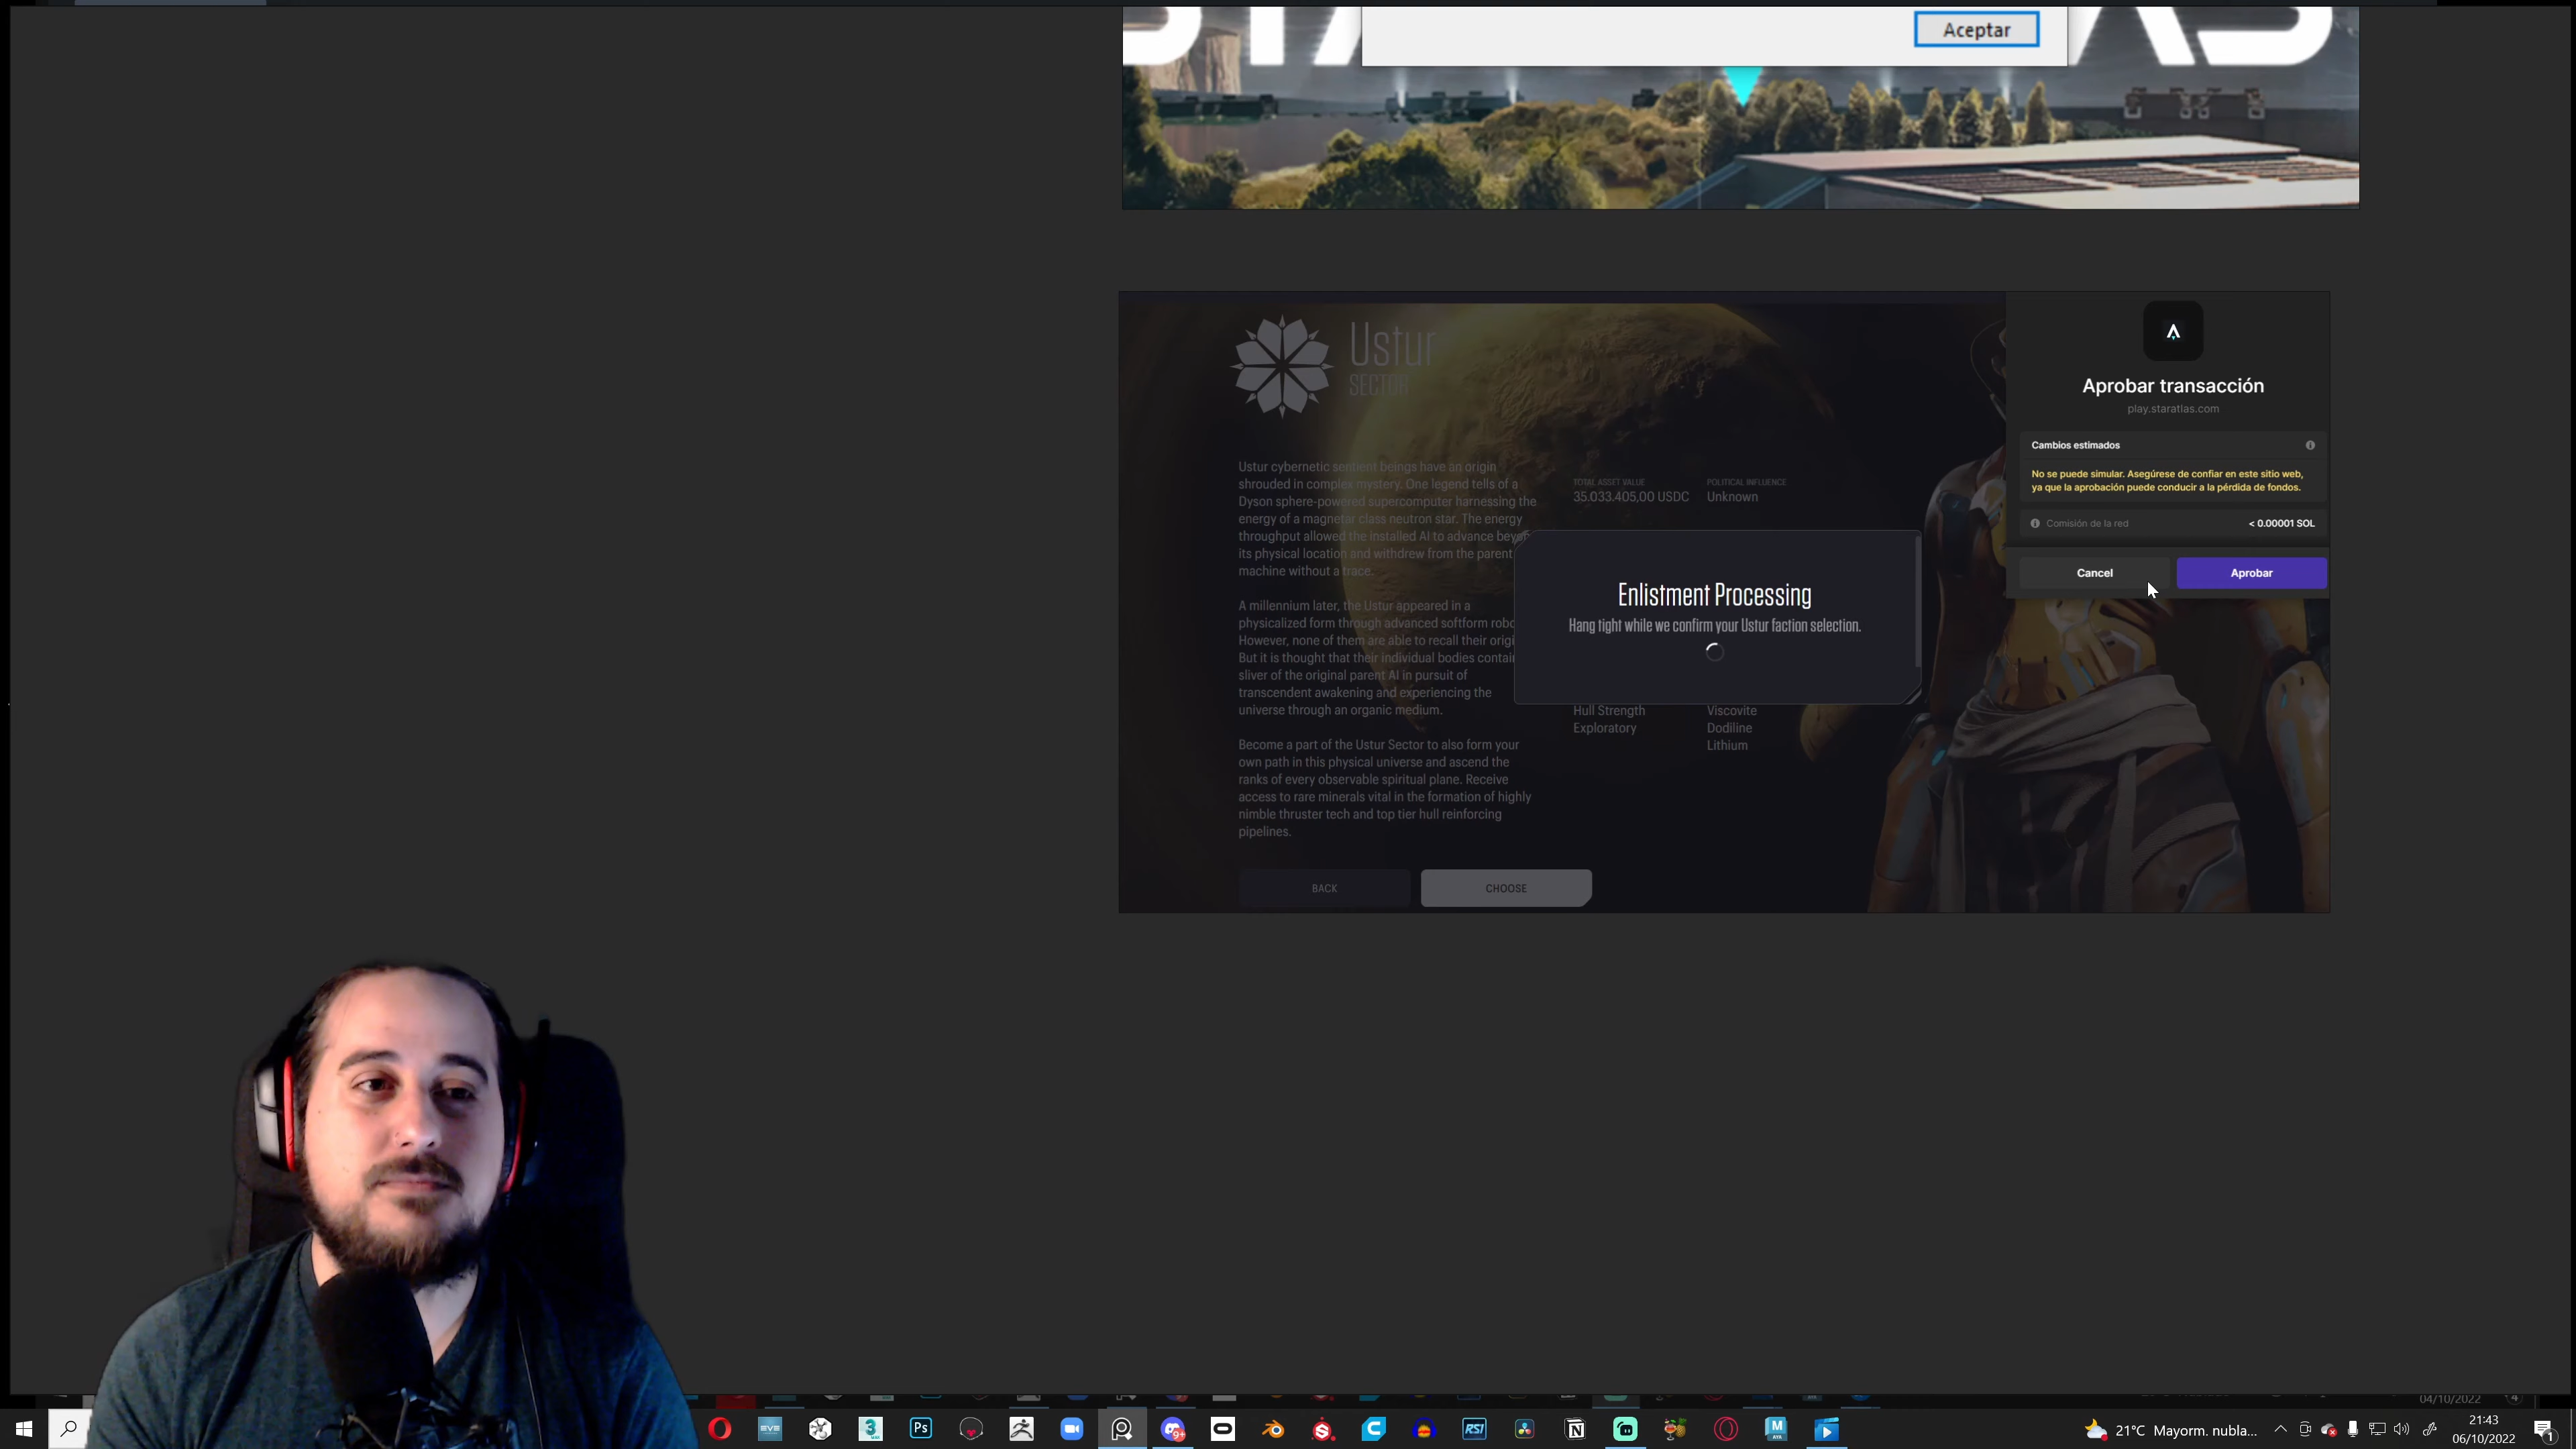 Aceptar
Ustur
SECTOR
Ustur cybernetic sentient beings have an origin
shrouded in complex mystery. One legend tells of a
Dyson sphere-powered supercomputer harnessing the
energy of a magnetar class neutron star. The energy
throughput allowed the installed AI to advance
its physical location and withdrew from the parent
machine without a trace.
A millennium later, the Ustur appeared in a
physicalized form through advanced softform
However, none of them are able to recall their
But it is thought that their individual bodies
sliver of the original parent AI in pursuit of
transcendent awakening and experiencing the
universe through an organic medium.
Become a part of the Ustur Sector to also form your
own path in this physical universe and ascend the
ranks of every observable spiritual plane. Receive
access to rare minerals vital in the formation of highly
nimble thruster tech and top tier hull reinforcing
pipelines.
BACK
CHOOSE
TOTAL ASSET VALUE
35.033.405,00 USDC
POLITICAL INFLUENCE
Unknown
Enlistment Processing
Hang tight while we confirm your Ustur faction selection.
Hull Strength
Exploratory
Viscovite
Dodiline
Lithium
Aprobar transacción
play.staratlas.com
Cambios estimados
No se puede simular. Asegúrese de confiar en este sitio web,
ya que la aprobación puede conducir a la pérdida de fondos.
Comisión de la red
< 0.00001 SOL
Cancel
Aprobar
04/10/2022
EVE
3
Ps
9+
RSI
M
21°C Mayorm. nubla...
21:43
06/10/2022
1